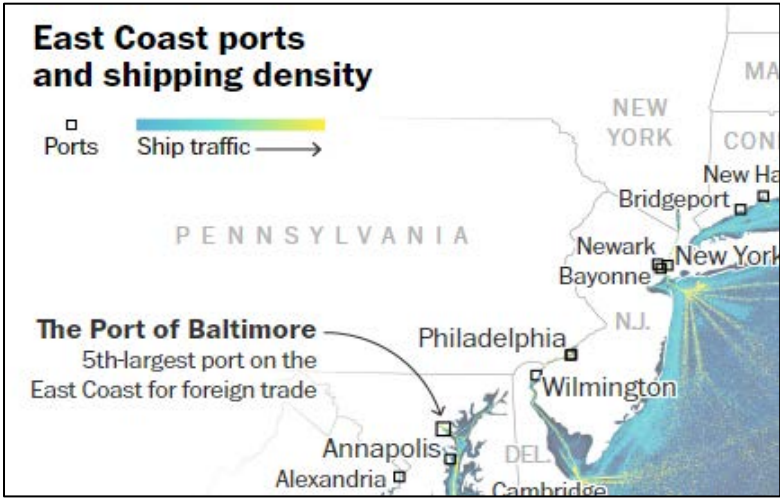 East Coast ports
and shipping density
Ports
Ship traffic
MA
NEW
YORK
CON
New Ha
Bridgeport
PENNSYLVANIA
Newark
New York
Bayonne
N.J.
The Port of Baltimore
5th-largest port on the
East Coast for foreign trade
Philadelphia
Wilmington
Annapolis
DEL.
Alexandria
Cambridge